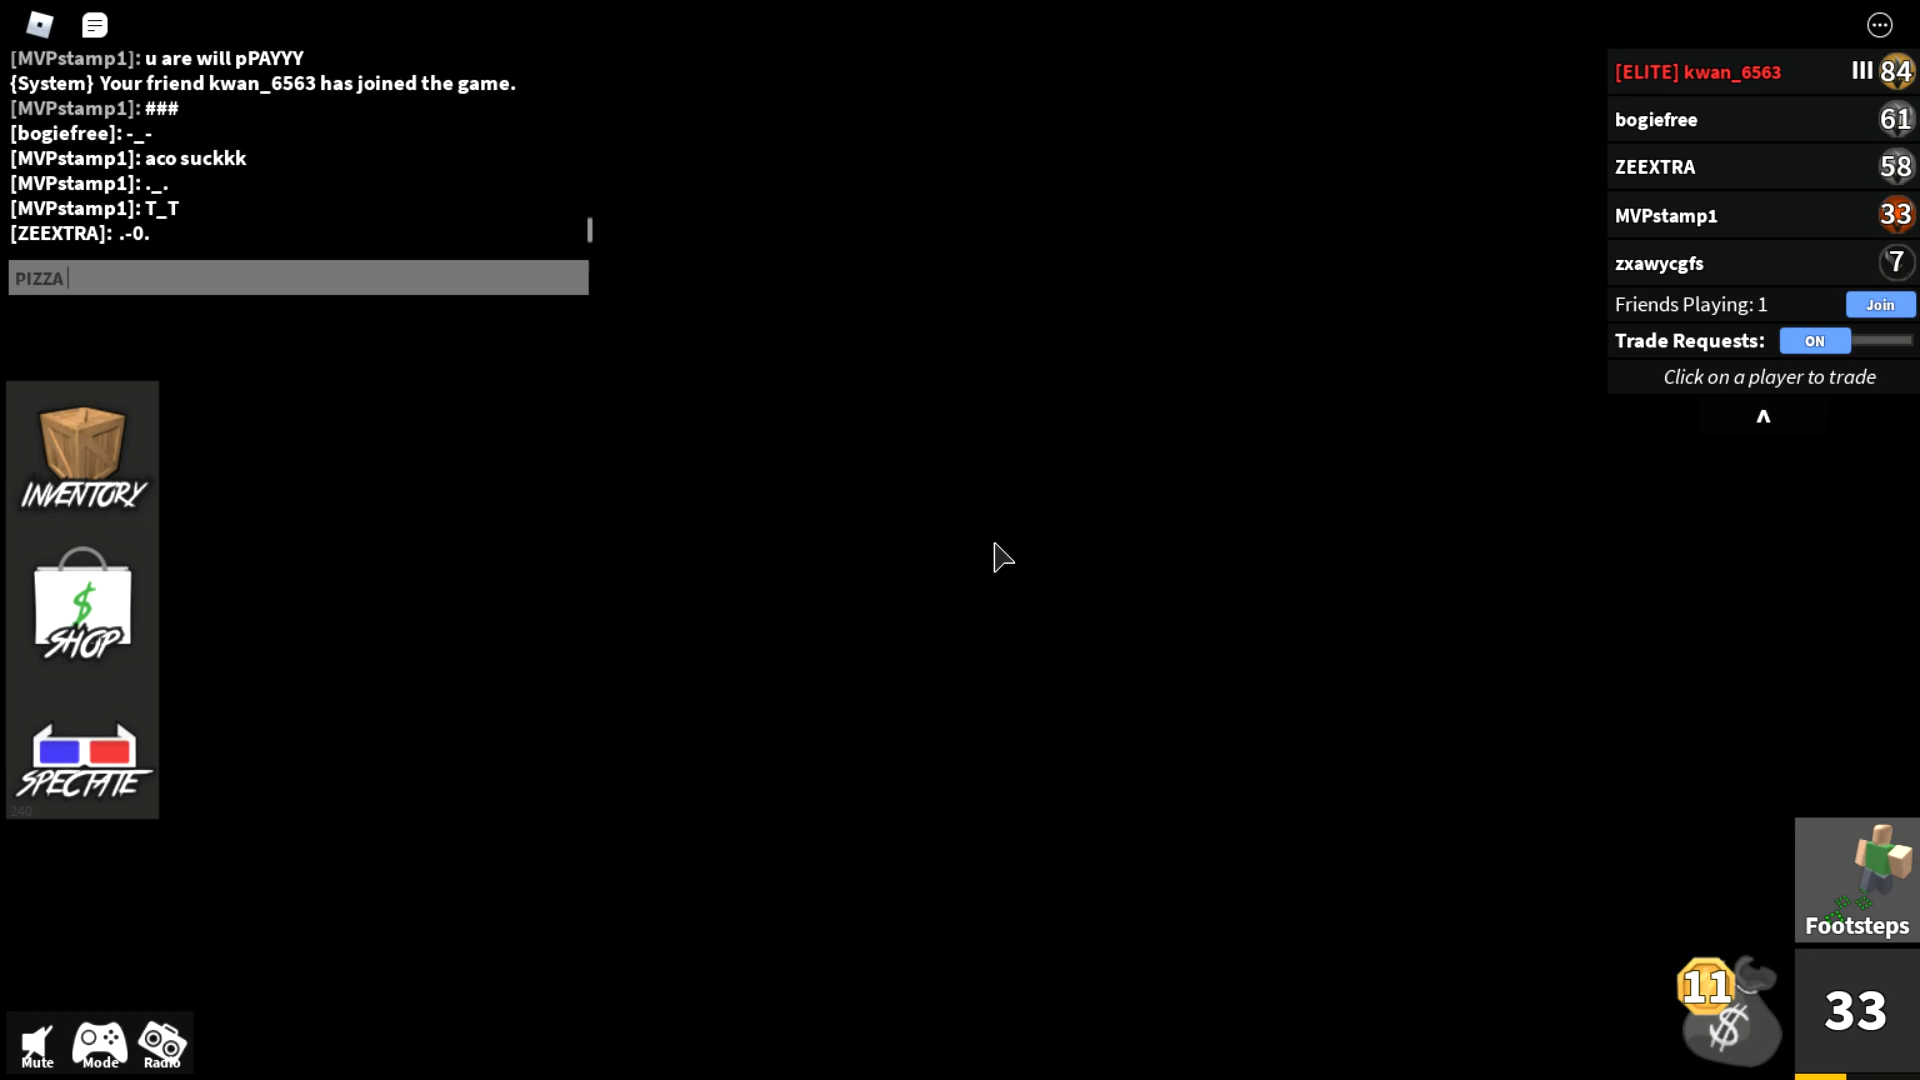 [MVPstamp1]: u are will pPAYYY
{System} Your friend kwan_6563 has joined the game.
[MVPstamp1]: ###
[bogiefree]: -_-
[MVPstamp1]: aco suckkk
[MVPstamp1]: ._.
[MVPstamp1]: T_T
[ZEEXTRA]: .-0.
PIZZA
[ELITE] kwan_6563 III 84
bogiefree 61
ZEEXTRA 58
MVPstamp1 33
zxawycgfs 7
Friends Playing: 1 Join
Trade Requests: ON
Click on a player to trade
INVENTORY
$
SHOP
SPECTATE
240
Footsteps
11
$
33
Mute Mode Radio